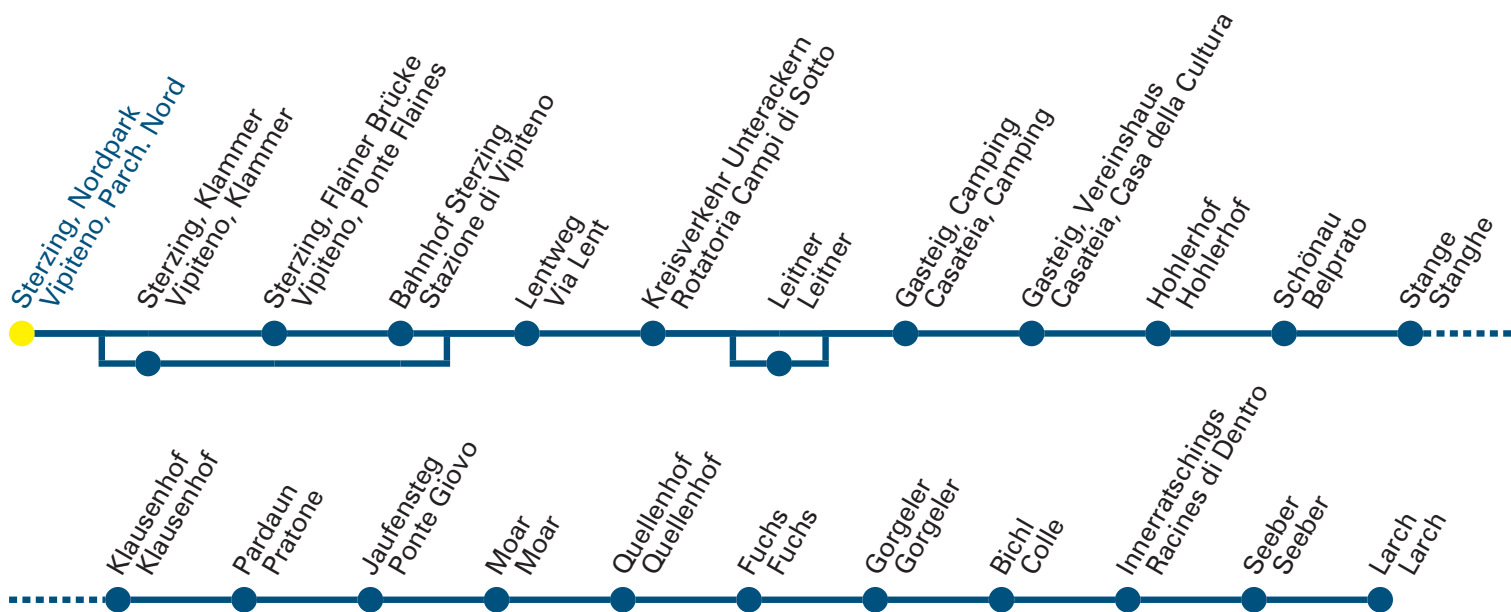 Sterzing, Nordpark
Vipiteno, Parch. Nord
Sterzing, Klammer
Vipiteno, Klammer
Sterzing, Flainer Brücke
Vipiteno, Ponte Flaines
Bahnhof Sterzing
Stazione di Vipiteno
Lentweg
Via Lent
Kreisverkehr Unterackern
Rotatoria Campi di Sotto
Leitner
Leitner
Gasteig, Camping
Casateia, Camping
Gasteig, Vereinshaus
Casateia, Casa della Cultura
Hohlerhof
Hohlerhof
Schönau
Belprato
Stange
Stanghe
Klausenhof
Klausenhof
Pardaun
Pratone
Jaufensteg
Ponte Giovo
Moar
Moar
Quellenhof
Quellenhof
Fuchs
Fuchs
Gorgeler
Gorgeler
Bichl
Colle
Innerratschings
Racines di Dentro
Seeber
Seeber
Larch
Larch